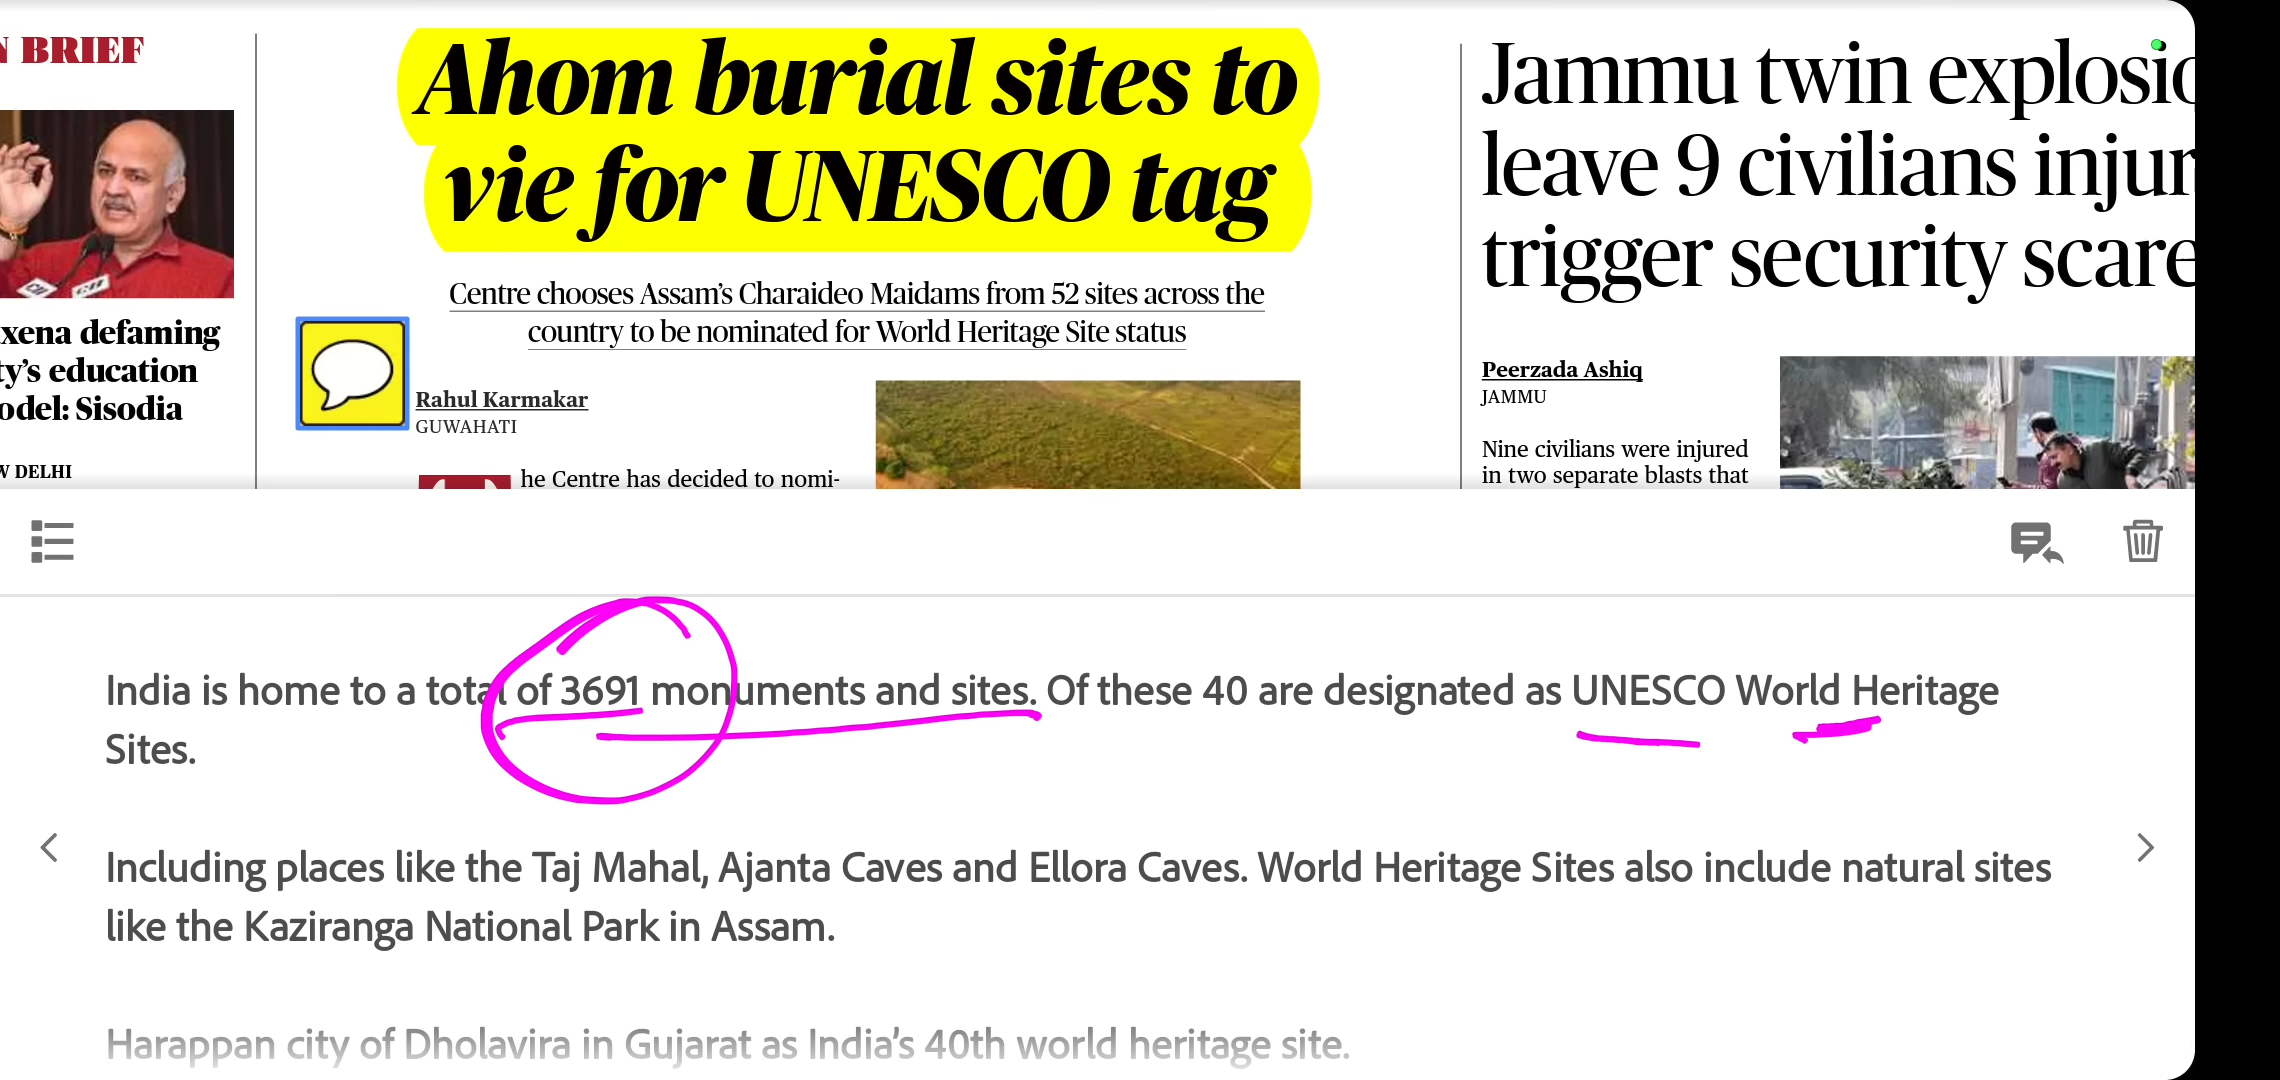 N BRIEF
xena defaming
ty's education
odel: Sisodia
W DELHI
Ahom burial sites to
vie for UNESCO tag
Centre chooses Assam's Charaideo Maidams from 52 sites across the
country to be nominated for World Heritage Site status
Rahul Karmakar
GUWAHATI
he Centre has decided to nomi-
Jammu twin explosio
leave 9 civilians injur
trigger security scare
Peerzada Ashiq
JAMMU
Nine civilians were injured
in two separate blasts that
India is home to a total of 3691 monuments and sites. Of these 40 are designated as UNESCO World Heritage
Sites.
Including places like the Taj Mahal, Ajanta Caves and Ellora Caves. World Heritage Sites also include natural sites
like the Kaziranga National Park in Assam.
Harappan city of Dholavira in Gujarat as India's 40th world heritage site.